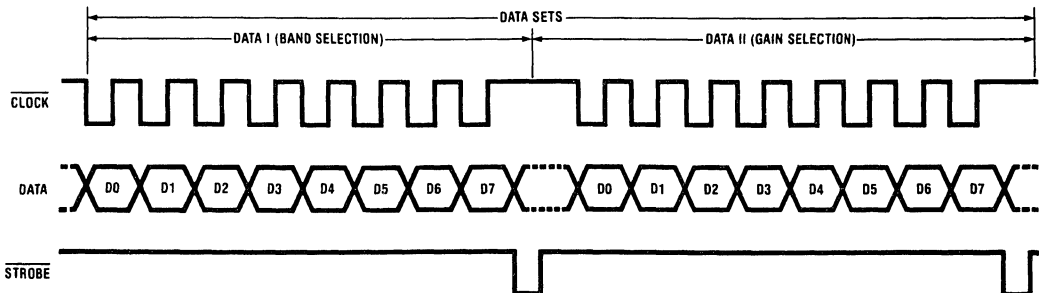 DATA SETS
DATA I (BAND SELECTION) DATA II (GAIN SELECTION)
CLOCK
DATA D0 D1 D2 D3 D4 D5 D6 D7 D0 D1 D2 D3 D4 D5 D6 D7
STROBE